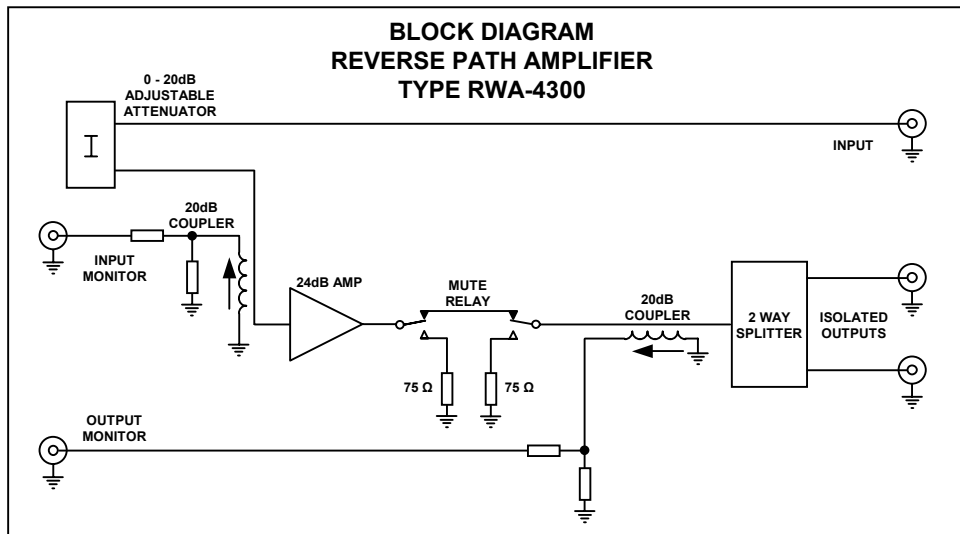 BLOCK DIAGRAM
REVERSE PATH AMPLIFIER
TYPE RWA-4300
0 - 20dB
ADJUSTABLE
ATTENUATOR
INPUT
20dB
COUPLER
INPUT
MONITOR
24dB AMP
MUTE
RELAY
20dB
COUPLER
2 WAY
SPLITTER
ISOLATED
OUTPUTS
75 Ω
75 Ω
OUTPUT
MONITOR